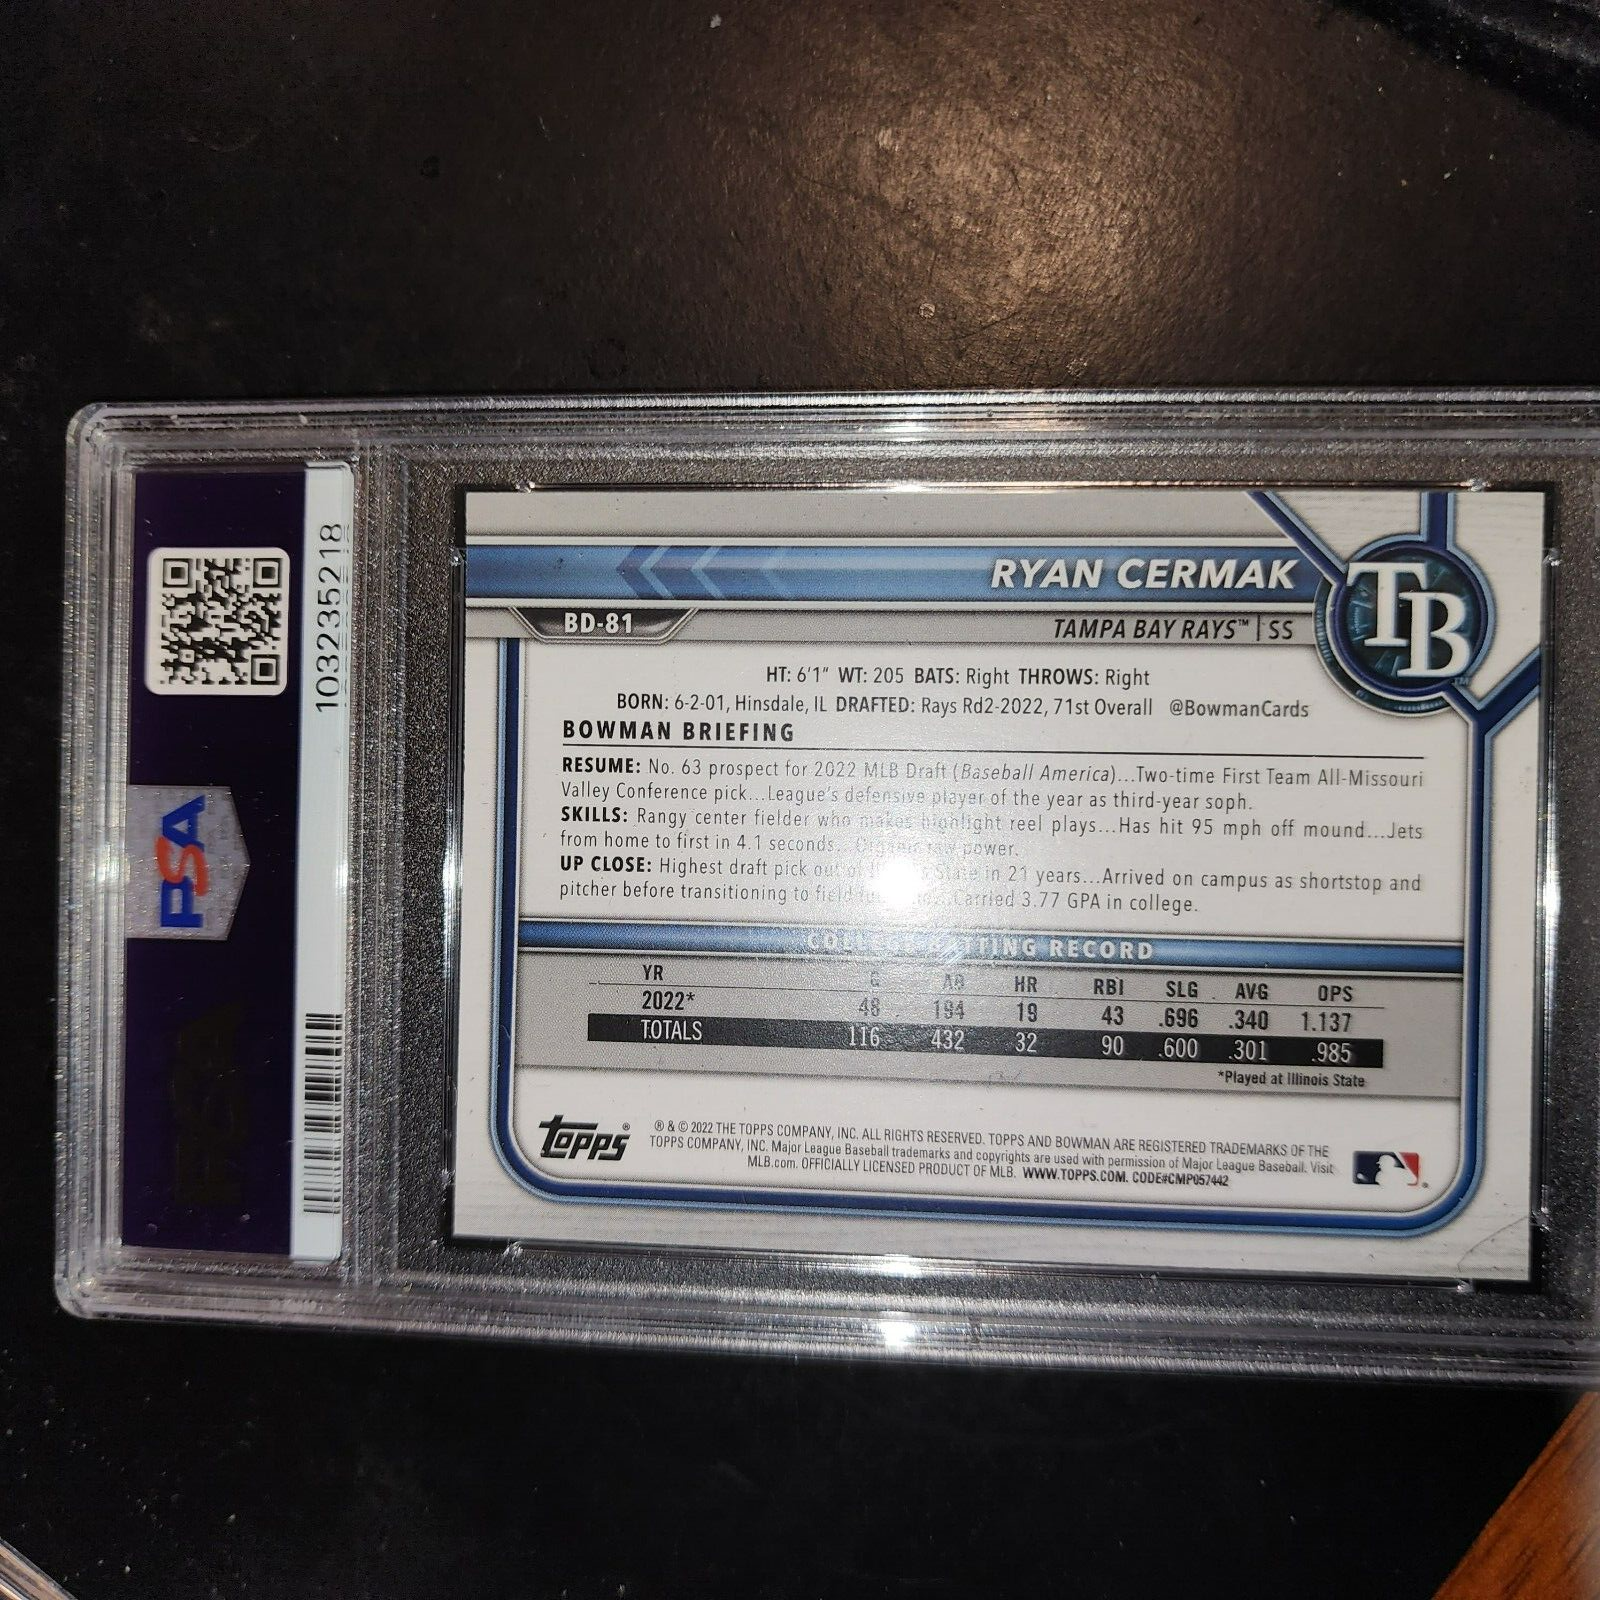 103235218
PSA
RYAN CERMAK
BD-81
TAMPA BAY RAYS™ | SS
TB
HT: 6'1" WT: 205 BATS: Right THROWS: Right
BORN: 6-2-01, Hinsdale, IL DRAFTED: Rays Rd2-2022, 71st Overall @BowmanCards
BOWMAN BRIEFING
RESUME: No. 63 prospect for 2022 MLB Draft (Baseball America)...Two-time First Team All-Missouri
Valley Conference pick...League's defensive player of the year as third-year soph.
SKILLS: Rangy center fielder who makes highlight reel plays...Has hit 95 mph off mound...Jets
from home to first in 4.1 seconds...Organic raw power.
UP CLOSE: Highest draft pick out of State in 21 years...Arrived on campus as shortstop and
pitcher before transitioning to field Carried 3.77 GPA in college.
COLLEGE BATTING RECORD
YR G AB HR RBI SLG AVG OPS
2022* 48 194 19 43 .696 .340 1.137
TOTALS 116 432 32 90 .600 .301 .985
*Played at Illinois State
topps®
® & © 2022 THE TOPPS COMPANY, INC. ALL RIGHTS RESERVED. TOPPS AND BOWMAN ARE REGISTERED TRADEMARKS OF THE
TOPPS COMPANY, INC. Major League Baseball trademarks and copyrights are used with permission of Major League Baseball. Visit
MLB.com. OFFICIALLY LICENSED PRODUCT OF MLB. WWW.TOPPS.COM. CODE#CMP057442